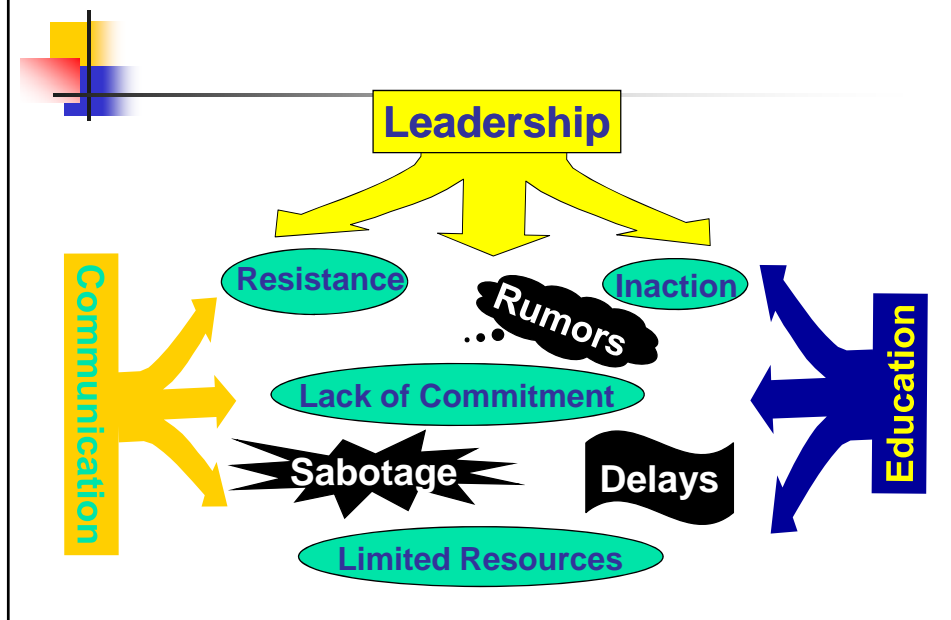 Leadership
Communication
Resistance
Inaction
Rumors
Education
Lack of Commitment
Sabotage
Delays
Limited Resources